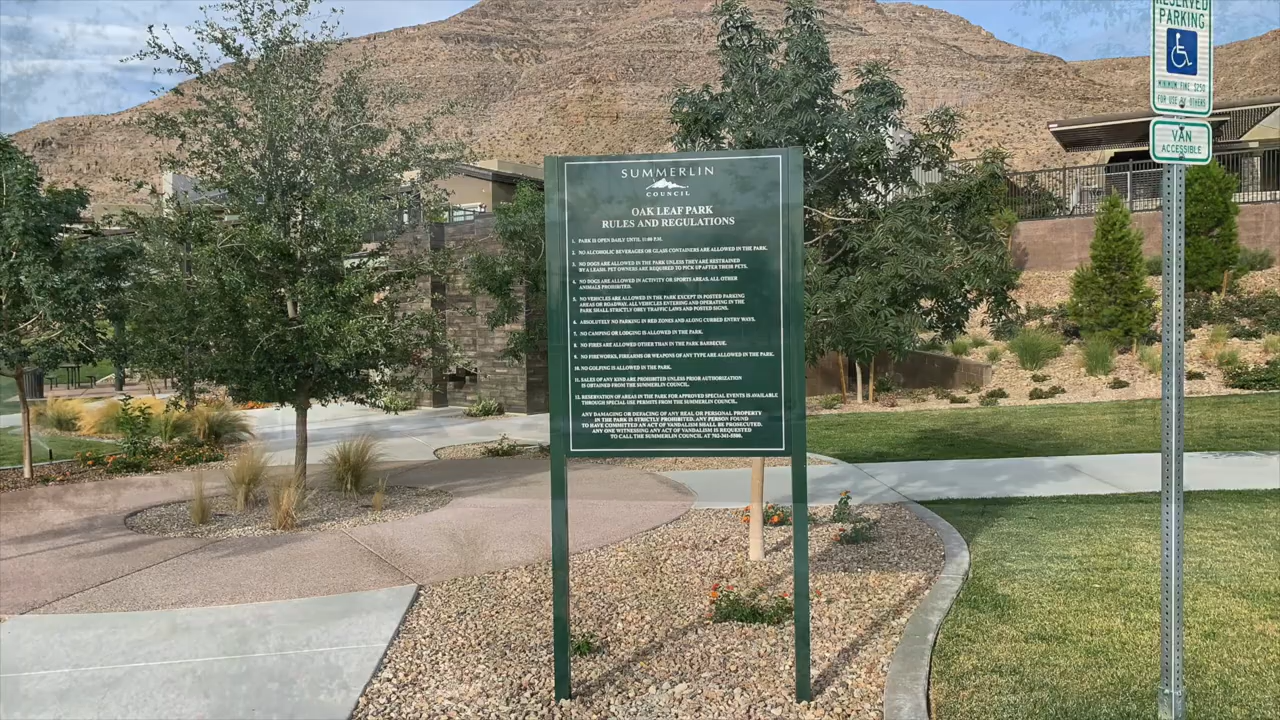 SUMMERLIN
COUNCIL
OAK LEAF PARK
RULES AND REGULATIONS
1. PARK IS OPEN DAILY UNTIL 11:00 P.M.
2. NO ALCOHOLIC BEVERAGES OR GLASS CONTAINERS ARE ALLOWED IN THE PARK.
3. NO DOGS ARE ALLOWED IN THE PARK UNLESS THEY ARE RESTRAINED
BY A LEASH. PET OWNERS ARE REQUIRED TO PICK UP AFTER THEIR PETS.
4. NO DOGS ARE ALLOWED IN ACTIVITY OR SPORTS AREAS. ALL OTHER
ANIMALS PROHIBITED.
5. NO VEHICLES ARE ALLOWED IN THE PARK EXCEPT IN POSTED PARKING
AREAS OR ROADWAY. ALL VEHICLES ENTERING AND OPERATING IN THE
PARK SHALL STRICTLY OBEY TRAFFIC LAWS AND POSTED SIGNS.
6. ABSOLUTELY NO PARKING IN RED ZONES AND ALONG CURBED ENTRY WAYS.
7. NO CAMPING OR LODGING IS ALLOWED IN THE PARK.
8. NO FIRES ARE ALLOWED OTHER THAN IN THE PARK BARBECUE.
9. NO FIREWORKS, FIREARMS OR WEAPONS OF ANY TYPE ARE ALLOWED IN THE PARK.
10. NO GOLFING IS ALLOWED IN THE PARK.
11. SALES OF ANY KIND ARE PROHIBITED UNLESS PRIOR AUTHORIZATION
IS OBTAINED FROM THE SUMMERLIN COUNCIL.
12. RESERVATION OF AREAS IN THE PARK FOR APPROVED SPECIAL EVENTS IS AVAILABLE
THROUGH SPECIAL USE PERMITS FROM THE SUMMERLIN COUNCIL.
ANY DAMAGING OR DEFACING OF ANY REAL OR PERSONAL PROPERTY
IN THE PARK IS STRICTLY PROHIBITED. ANY PERSON FOUND
TO HAVE COMMITTED AN ACT OF VANDALISM SHALL BE PROSECUTED.
ANY ONE WITNESSING ANY ACT OF VANDALISM IS REQUESTED
TO CALL THE SUMMERLIN COUNCIL AT 702-341-5500.
RESERVED
PARKING
MINIMUM FINE $250
FOR USE BY OTHERS
VAN
ACCESSIBLE